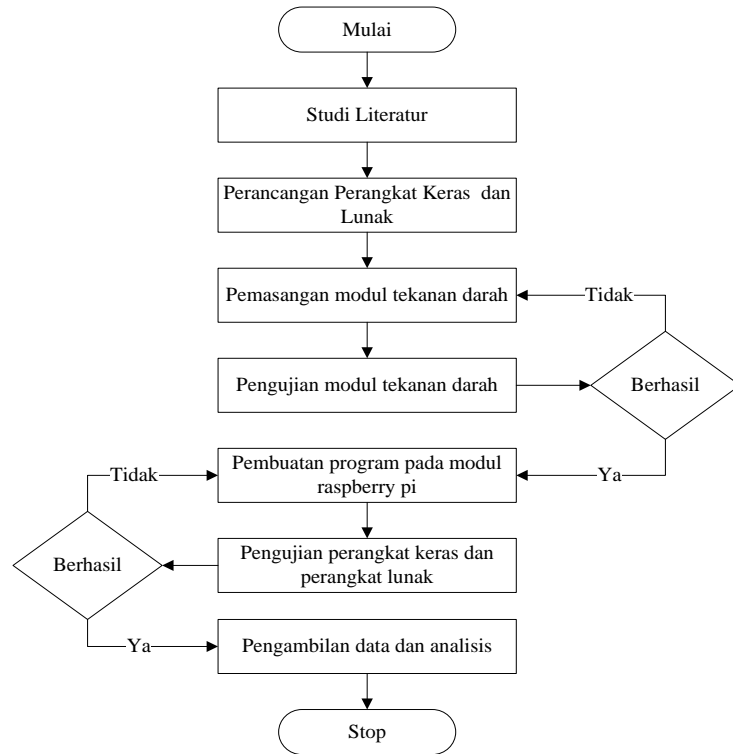 Mulai
Studi Literatur
Perancangan Perangkat Keras dan
Lunak
Pemasangan modul tekanan darah
Tidak
Pengujian modul tekanan darah
Berhasil
Pembuatan program pada modul
raspberry pi
Tidak
Ya
Pengujian perangkat keras dan
perangkat lunak
Berhasil
Ya
Pengambilan data dan analisis
Stop